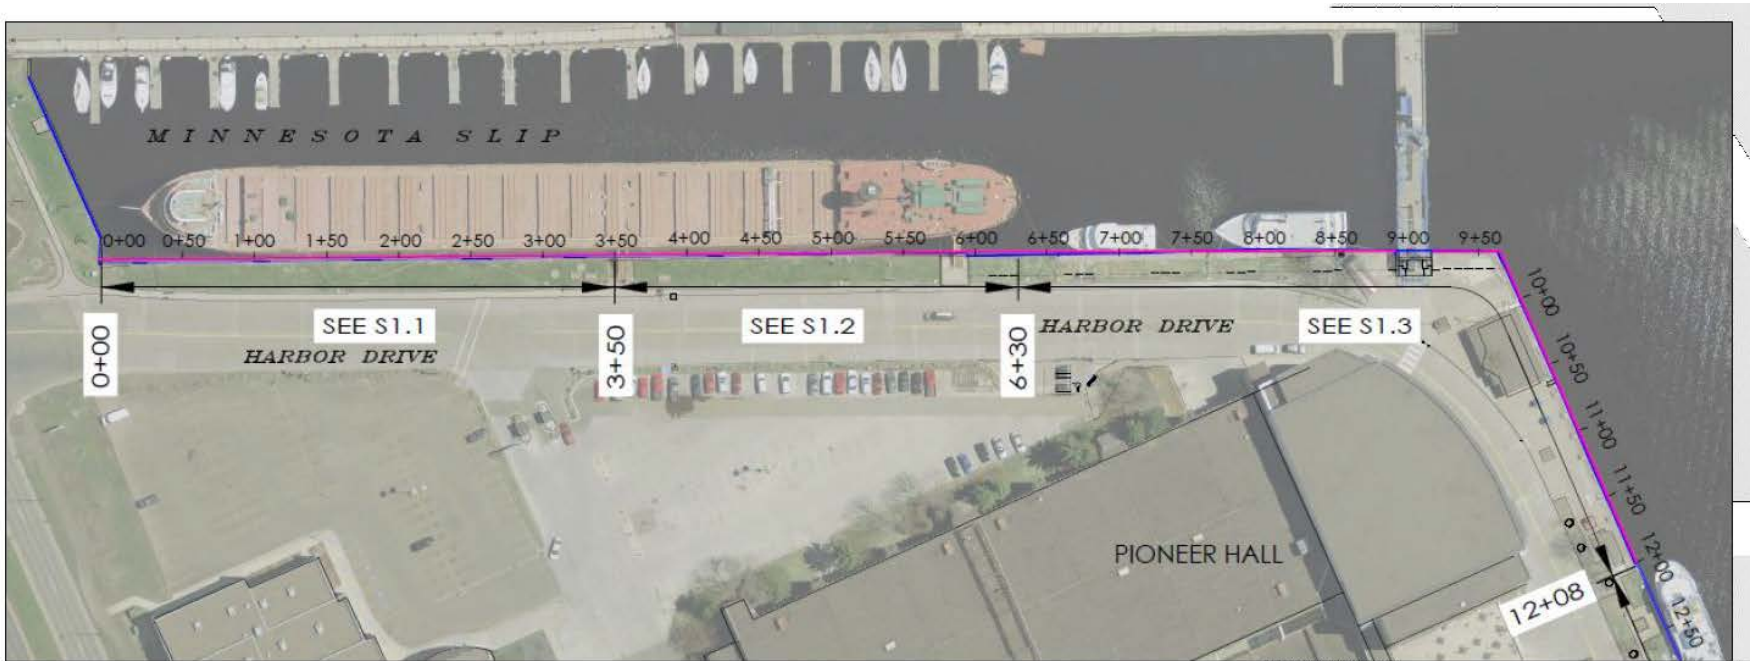 MINNESOTA SLIP
0+00 0+50 1+00 1+50 2+00 2+50 3+00 3+50 4+00 4+50 5+00 5+50 6+00 6+50 7+00 7+50 8+00 8+50 9+00 9+50
10+00
10+50
11+00
11+50
12+00
12+50
SEE S1.1
SEE S1.2
SEE S1.3
HARBOR DRIVE
HARBOR DRIVE
0+00
3+50
6+30
12+08
PIONEER HALL